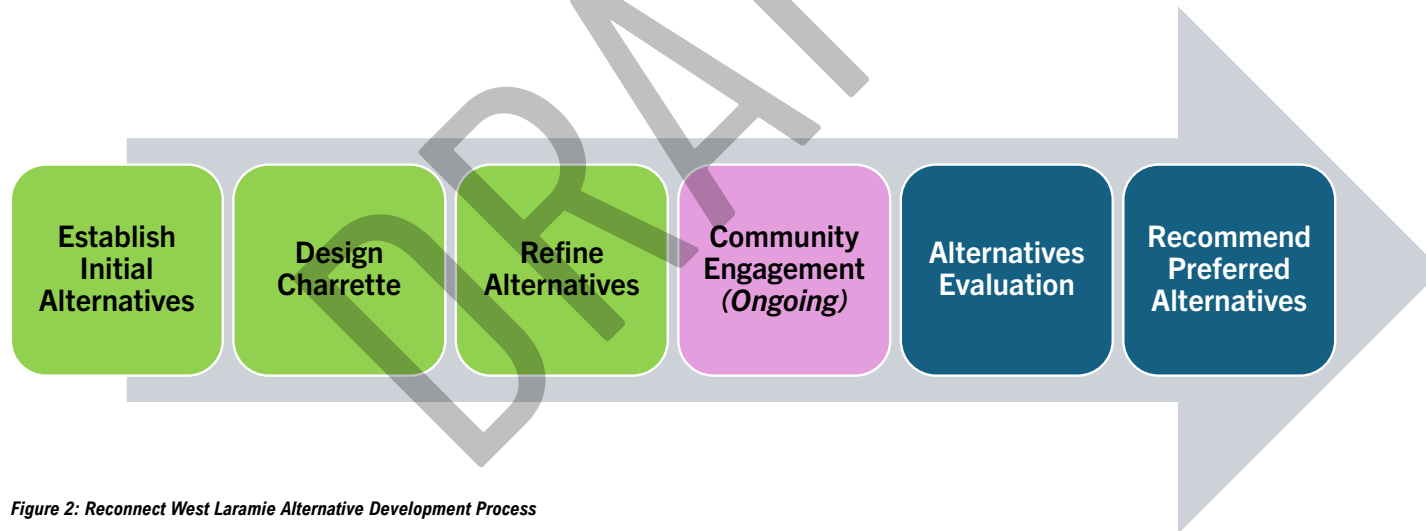 Establish
Initial
Alternatives
Design
Charrette
Refine
Alternatives
Community
Engagement
(Ongoing)
Alternatives
Evaluation
Recommend
Preferred
Alternatives
DRA
Figure 2: Reconnect West Laramie Alternative Development Process